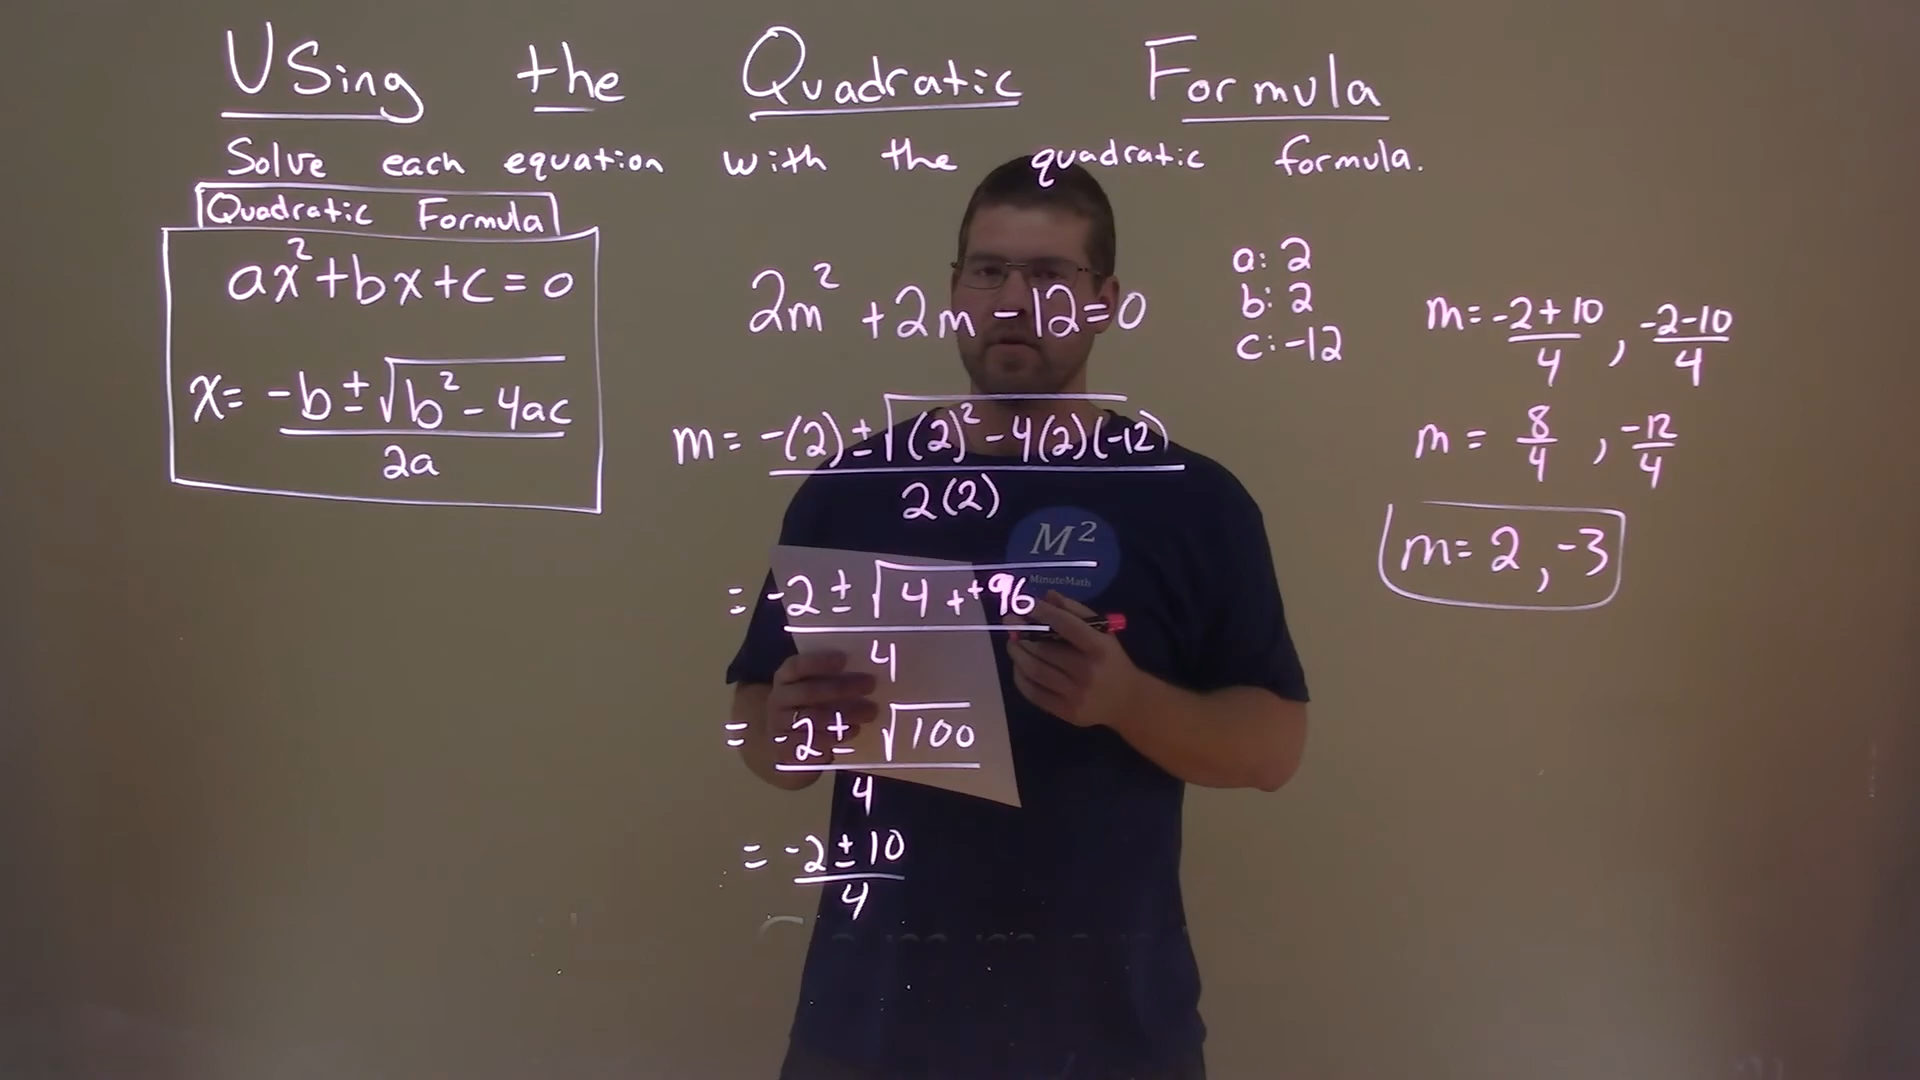 Using the Quadratic Formula
Solve each equation with the quadratic formula.
Quadratic Formula
ax²+bx+c=0
x= -b±√b²-4ac
2a
2m²+2m-12=0
m= -(2)±√(2)²-4(2)(-12)
2(2)
= -2±√4++96
4
= -2±√100
4
= -2±10
4
a: 2
b: 2
c: -12
m= -2+10 , -2-10
4 4
m= 8 , -12
4 4
m= 2, -3
M²
MinuteMath